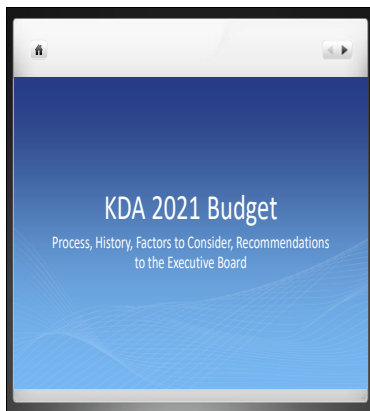 KDA 2021 Budget
Process, History, Factors to Consider, Recommendations
to the Executive Board